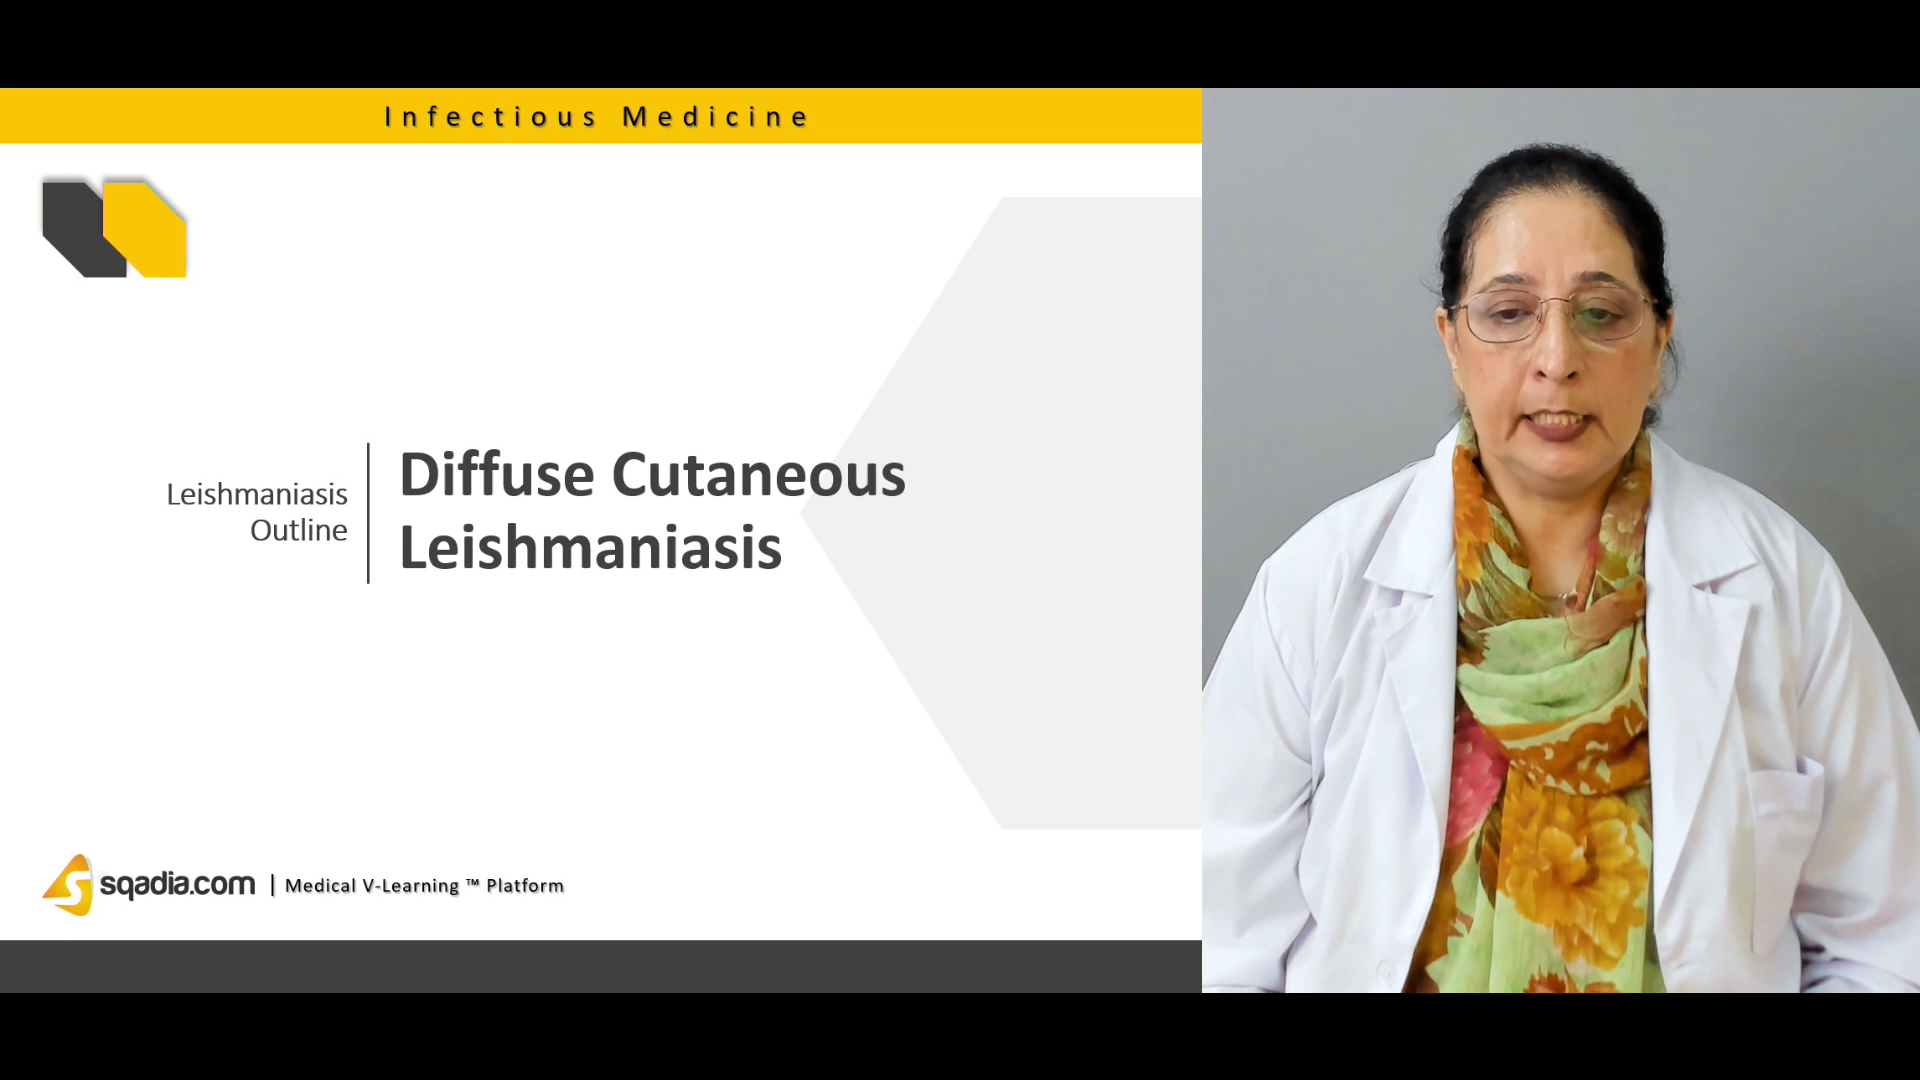 Infectious Medicine
Leishmaniasis
Outline
Diffuse Cutaneous
Leishmaniasis
sqadia.com | Medical V-Learning ™ Platform